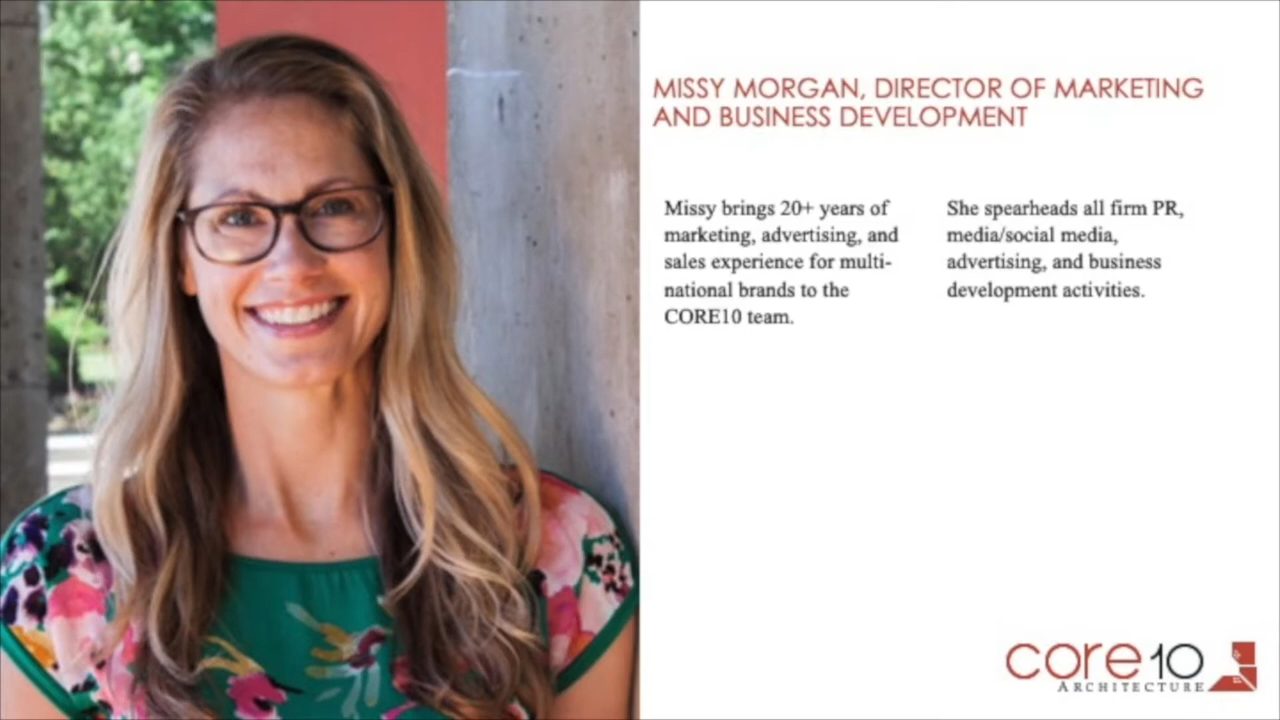 MISSY MORGAN, DIRECTOR OF MARKETING
AND BUSINESS DEVELOPMENT
Missy brings 20+ years of
marketing, advertising, and
sales experience for multi-
national brands to the
CORE10 team.
She spearheads all firm PR,
media/social media,
advertising, and business
development activities.
core10
ARCHITECTURE